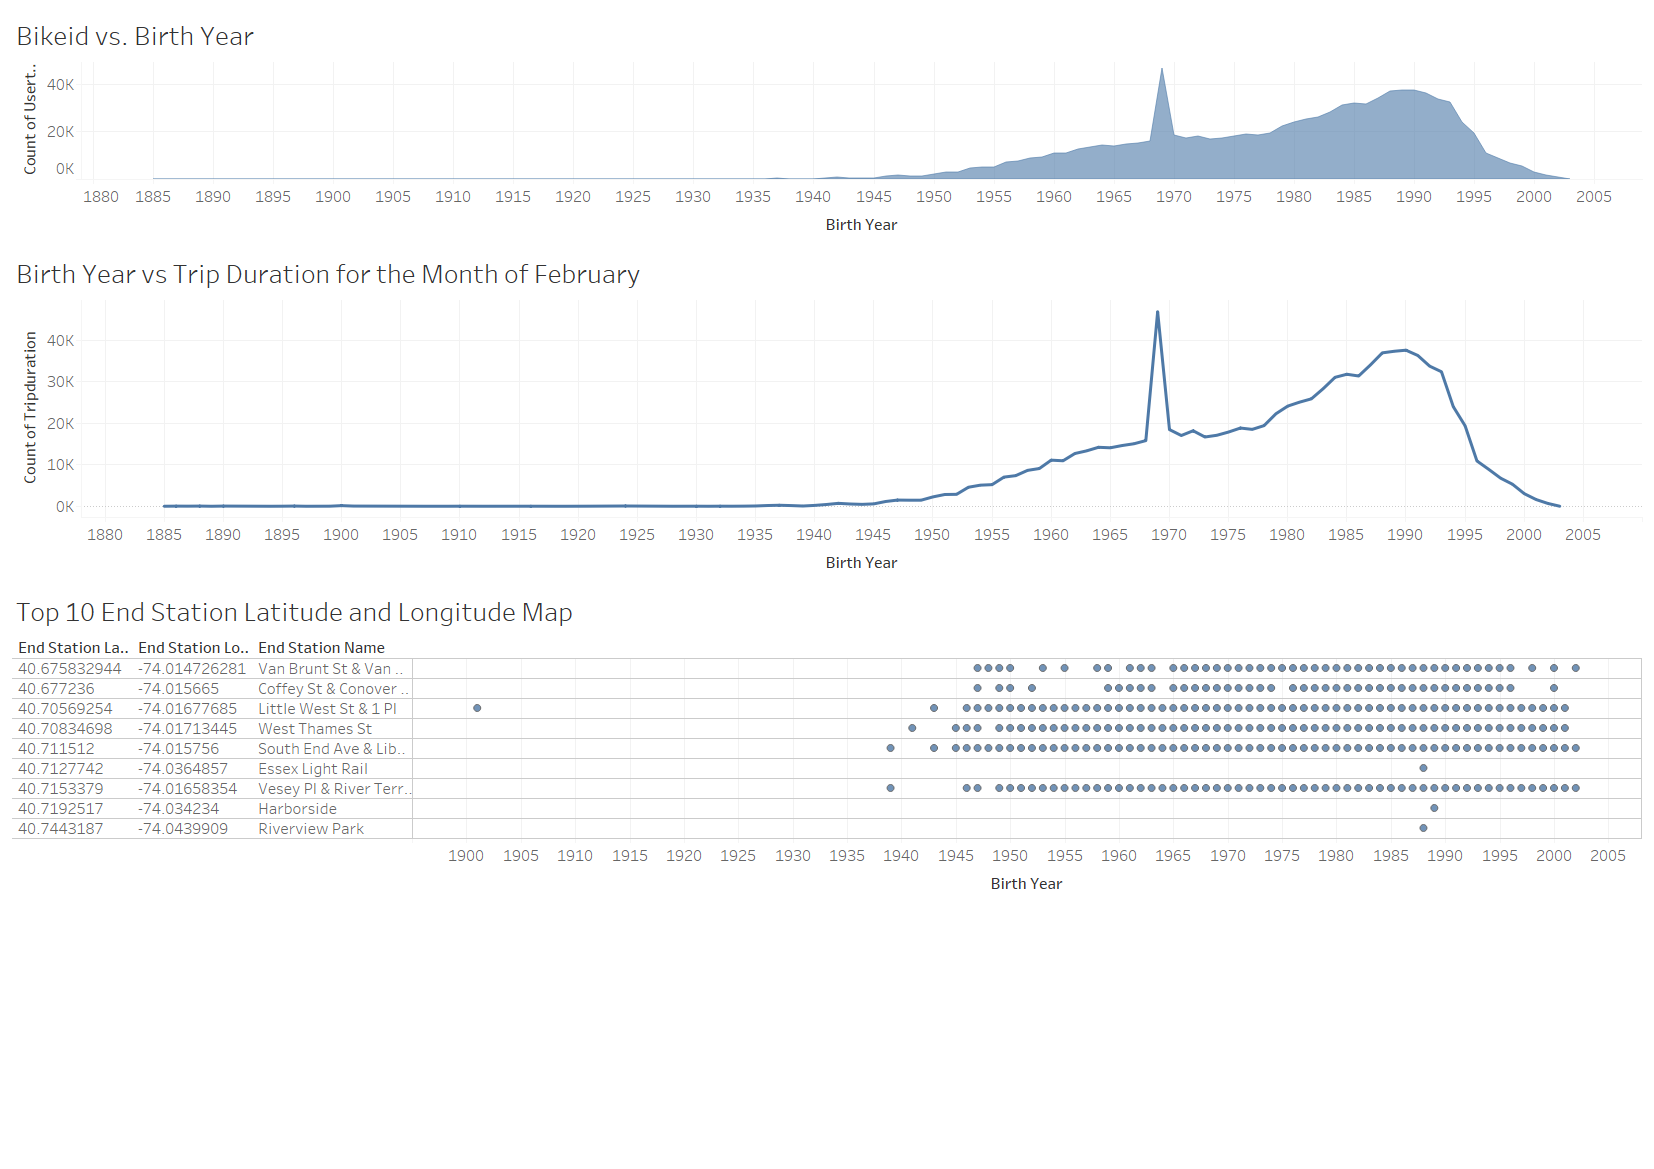 Bikeid vs. Birth Year
Count of Usert..
40K
20K
0K
1880 1885 1890 1895 1900 1905 1910 1915 1920 1925 1930 1935 1940 1945 1950 1955 1960 1965 1970 1975 1980 1985 1990 1995 2000 2005
Birth Year
Birth Year vs Trip Duration for the Month of February
Count of Tripduration
40K
30K
20K
10K
0K
1880 1885 1890 1895 1900 1905 1910 1915 1920 1925 1930 1935 1940 1945 1950 1955 1960 1965 1970 1975 1980 1985 1990 1995 2000 2005
Birth Year
Top 10 End Station Latitude and Longitude Map
End Station La.. End Station Lo.. End Station Name
40.675832944 -74.014726281 Van Brunt St & Van ..
40.677236 -74.015665 Coffey St & Conover ..
40.70569254 -74.01677685 Little West St & 1 Pl
40.70834698 -74.01713445 West Thames St
40.711512 -74.015756 South End Ave & Lib..
40.7127742 -74.0364857 Essex Light Rail
40.7153379 -74.01658354 Vesey Pl & River Terr..
40.7192517 -74.034234 Harborside
40.7443187 -74.0439909 Riverview Park
1900 1905 1910 1915 1920 1925 1930 1935 1940 1945 1950 1955 1960 1965 1970 1975 1980 1985 1990 1995 2000 2005
Birth Year